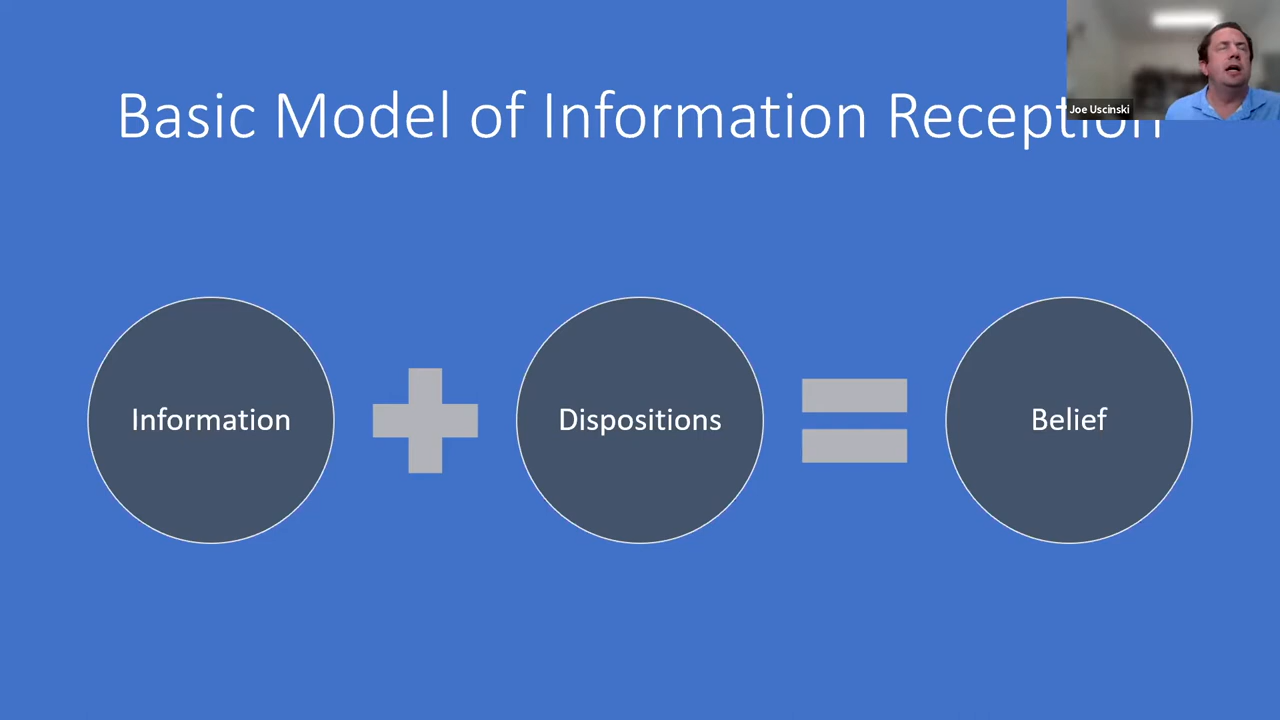 Basic Model of Information Reception
Joe Uscinski
Information
Dispositions
Belief